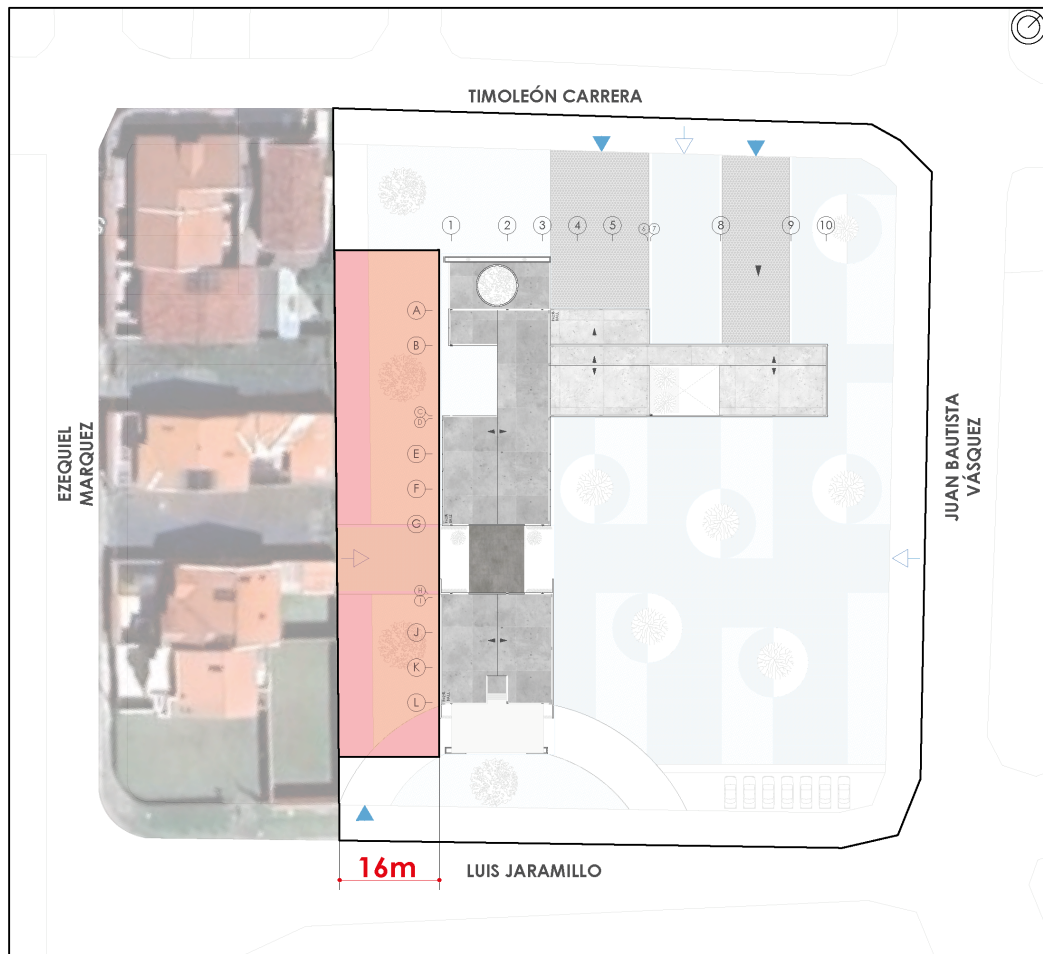 TIMOLEÓN CARRERA
1 2 3 4 5 6 7 8 9 10
A
B
C
D
E
F
G
H
I
J
K
L
EZEQUIEL
MARQUEZ
JUAN BAUTISTA
VÁSQUEZ
16m
LUIS JARAMILLO